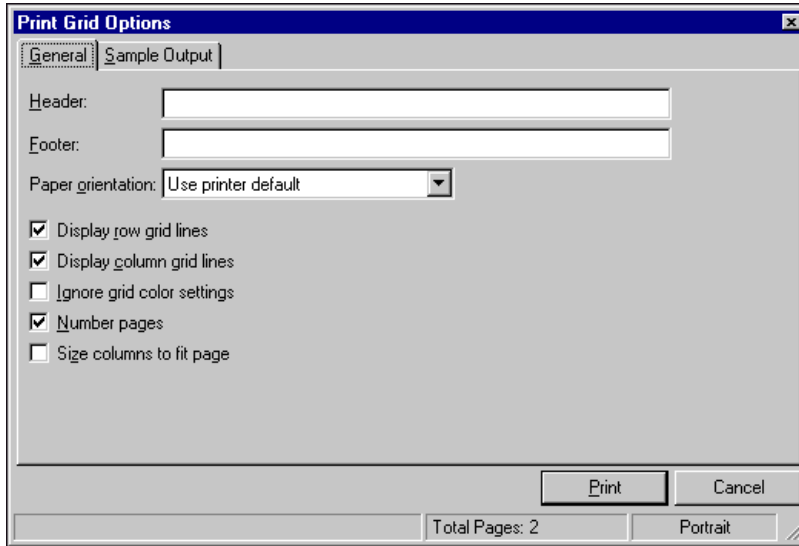 Print Grid Options
General Sample Output
Header:
Footer:
Paper orientation: Use printer default
Display row grid lines
Display column grid lines
Ignore grid color settings
Number pages
Size columns to fit page
Print Cancel
Total Pages: 2 Portrait